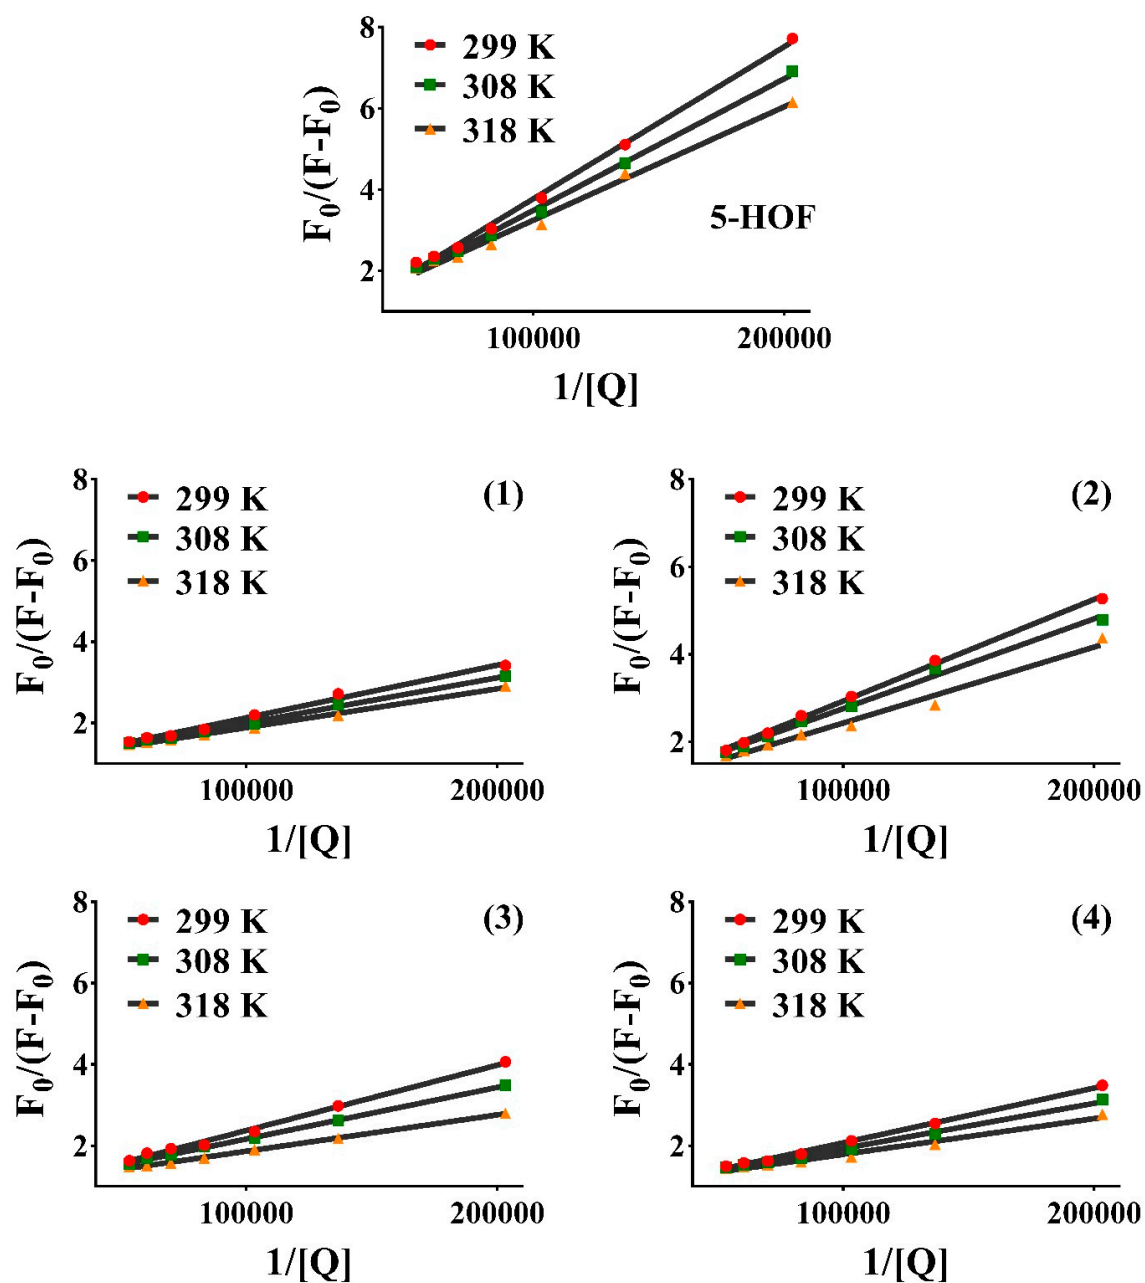 8
6
4
2
F₀/(F-F₀)
299 K
308 K
318 K
5-HOF
100000
200000
1/[Q]
8
6
4
2
F₀/(F-F₀)
299 K
308 K
318 K
(1)
100000
200000
1/[Q]
8
6
4
2
F₀/(F-F₀)
299 K
308 K
318 K
(2)
100000
200000
1/[Q]
8
6
4
2
F₀/(F-F₀)
299 K
308 K
318 K
(3)
100000
200000
1/[Q]
8
6
4
2
F₀/(F-F₀)
299 K
308 K
318 K
(4)
100000
200000
1/[Q]